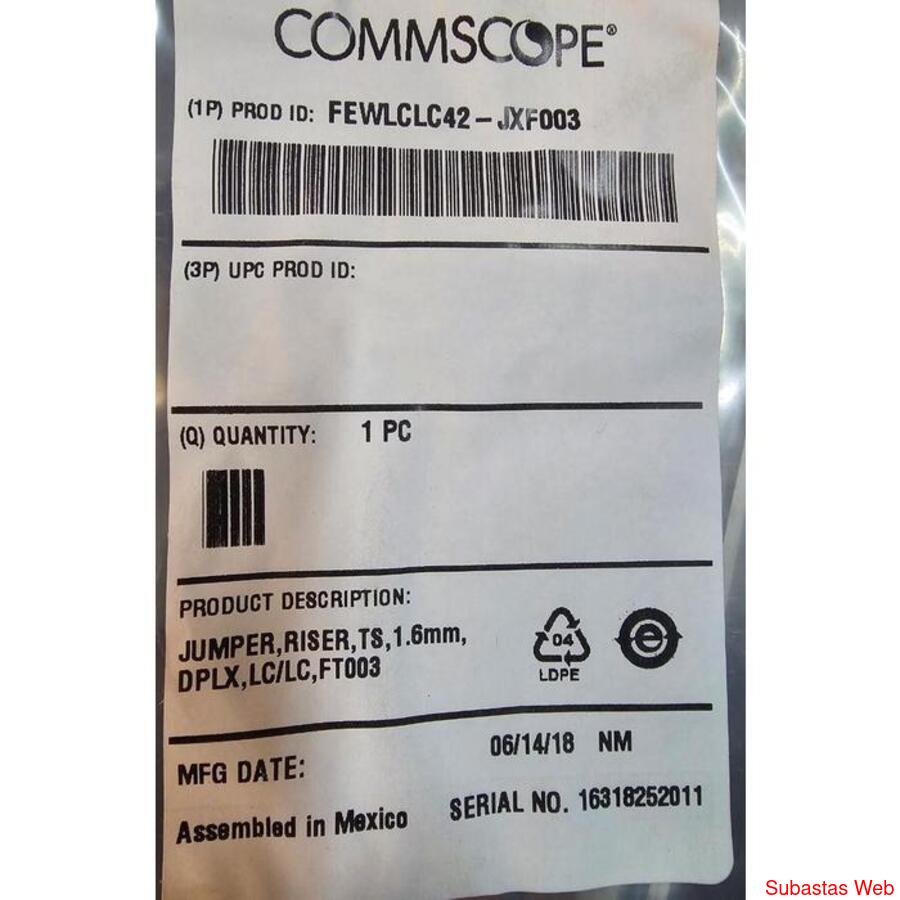 COMMSCOPE®
(1P) PROD ID: FEWLCLC42-JXF003
(3P) UPC PROD ID:
(Q) QUANTITY: 1 PC
PRODUCT DESCRIPTION:
JUMPER,RISER,TS,1.6mm,
DPLX,LC/LC,FT003
04
LDPE
e
MFG DATE: 06/14/18 NM
Assembled in Mexico SERIAL NO. 16318252011
Subastas Web